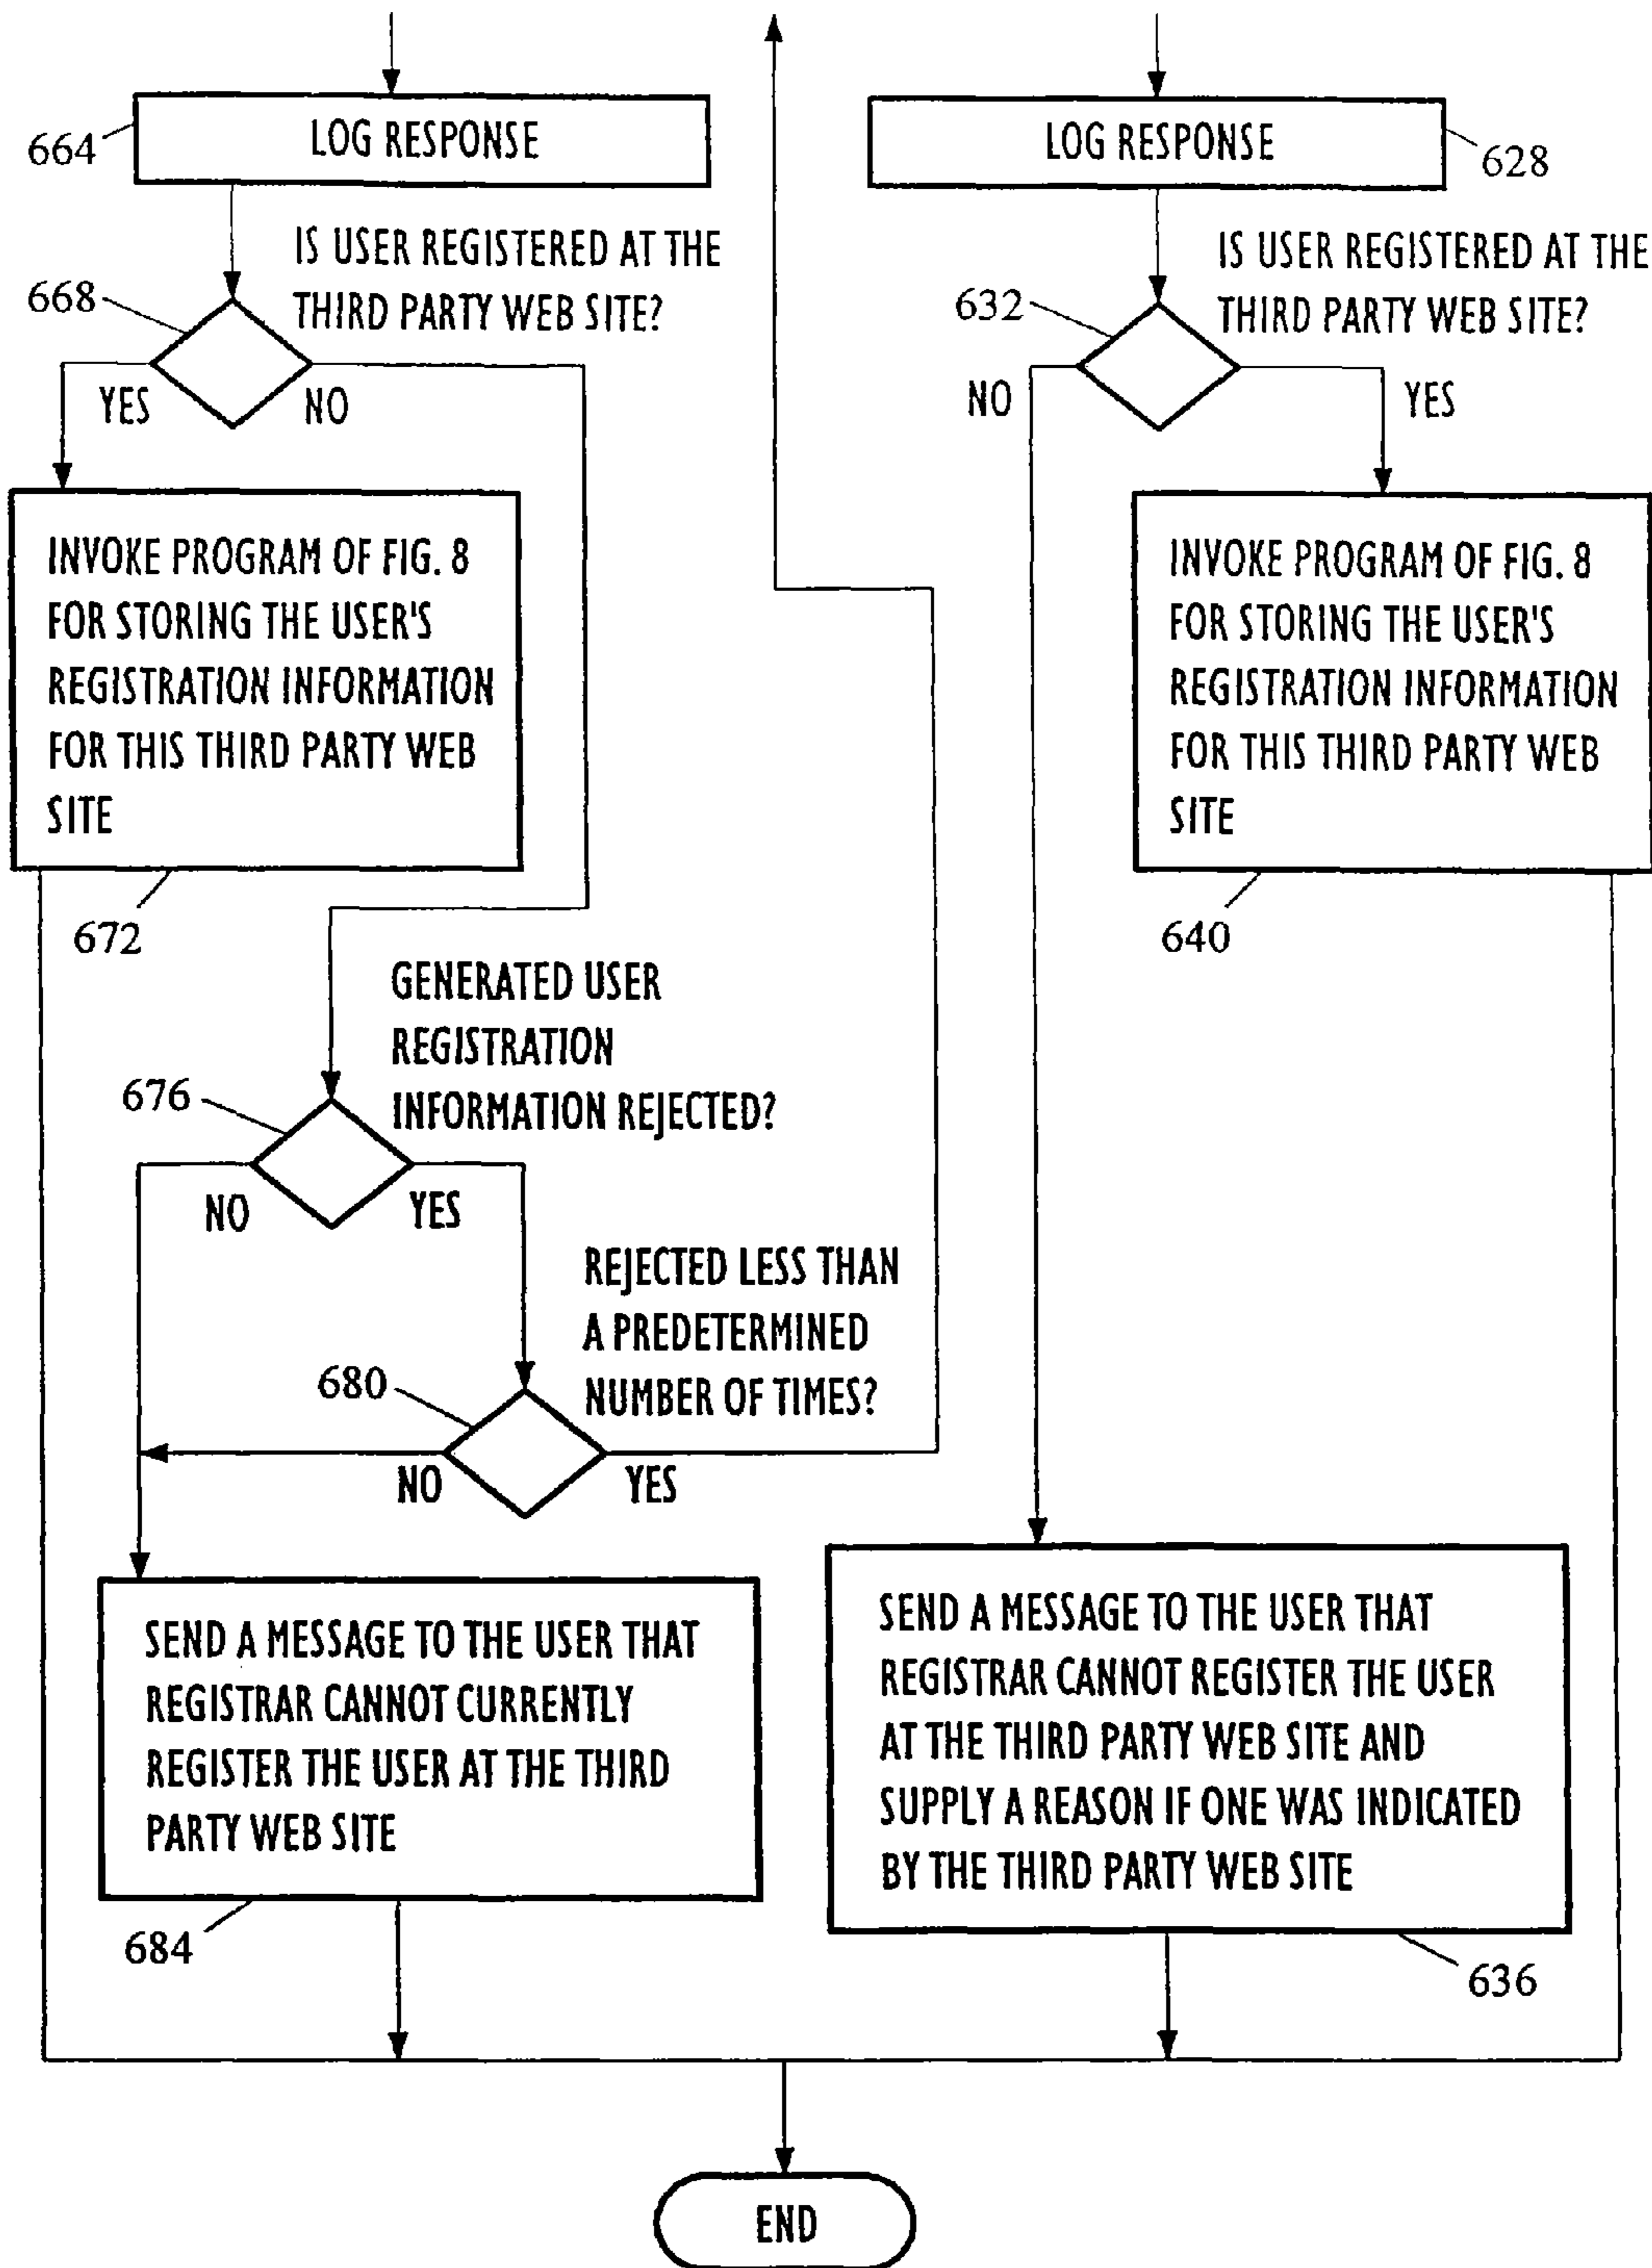 LOG RESPONSE
664
LOG RESPONSE
628
IS USER REGISTERED AT THE
THIRD PARTY WEB SITE?
668
YES
NO
IS USER REGISTERED AT THE
THIRD PARTY WEB SITE?
632
NO
YES
INVOKE PROGRAM OF FIG. 8
FOR STORING THE USER'S
REGISTRATION INFORMATION
FOR THIS THIRD PARTY WEB
SITE
672
INVOKE PROGRAM OF FIG. 8
FOR STORING THE USER'S
REGISTRATION INFORMATION
FOR THIS THIRD PARTY WEB
SITE
640
GENERATED USER
REGISTRATION
INFORMATION REJECTED?
676
NO
YES
REJECTED LESS THAN
A PREDETERMINED
NUMBER OF TIMES?
680
NO
YES
SEND A MESSAGE TO THE USER THAT
REGISTRAR CANNOT CURRENTLY
REGISTER THE USER AT THE THIRD
PARTY WEB SITE
684
SEND A MESSAGE TO THE USER THAT
REGISTRAR CANNOT REGISTER THE USER
AT THE THIRD PARTY WEB SITE AND
SUPPLY A REASON IF ONE WAS INDICATED
BY THE THIRD PARTY WEB SITE
636
END